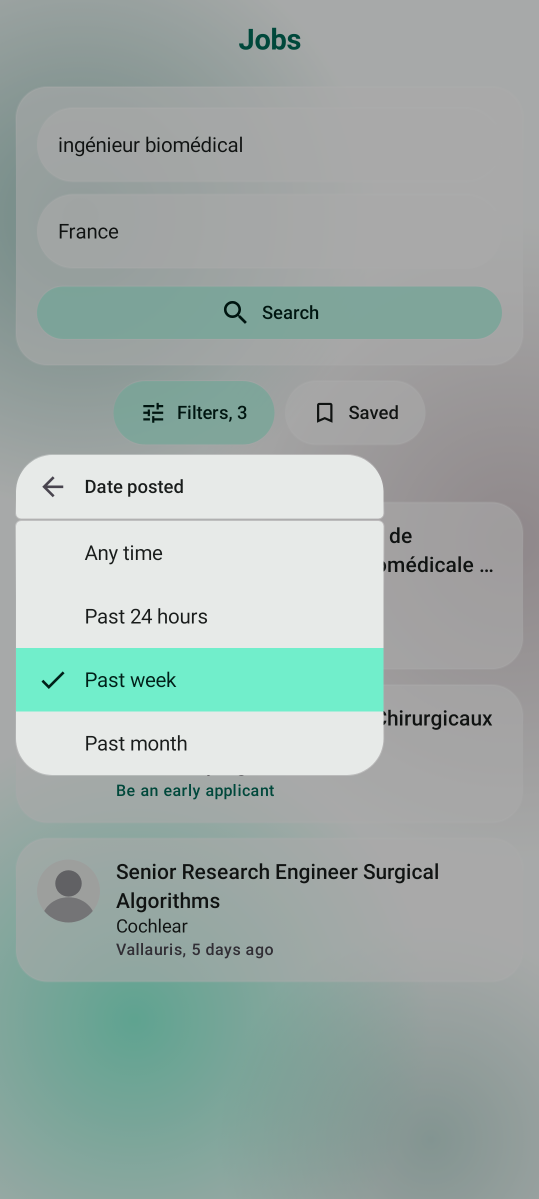 Jobs
ingénieur biomédical
France
Search
Filters, 3
Saved
Date posted
Any time
Past 24 hours
Past week
Past month
de
omédicale ...
Chirurgicaux
Be an early applicant
Senior Research Engineer Surgical
Algorithms
Cochlear
Vallauris, 5 days ago